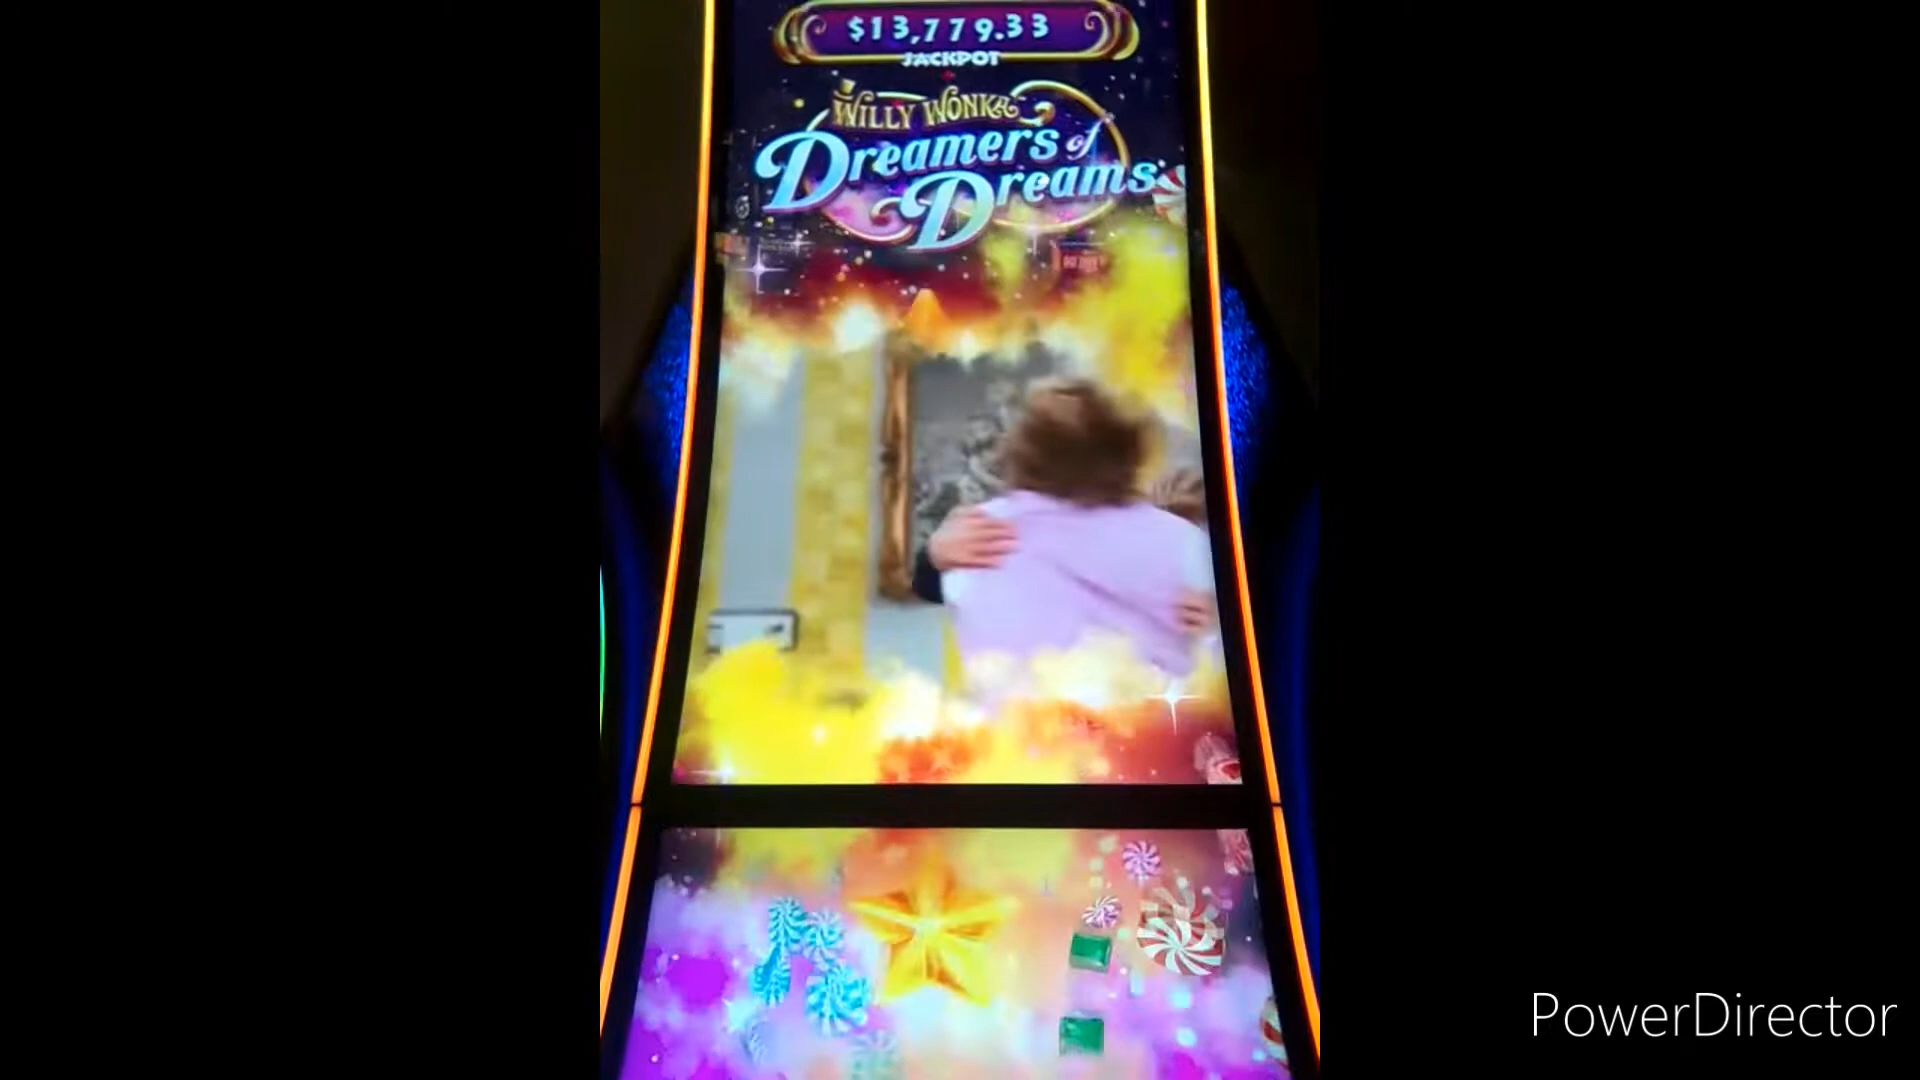 $13,779.33
JACKPOT
WILLY WONKA
Dreamers of
Dreams
PowerDirector